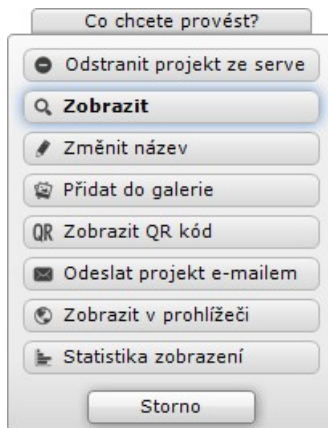 Co chcete provést?
Odstranit projekt ze serve
Zobrazit
Změnit název
Přidat do galerie
QR Zobrazit QR kód
Odeslat projekt e-mailem
Zobrazit v prohlížeči
Statistika zobrazení
Storno